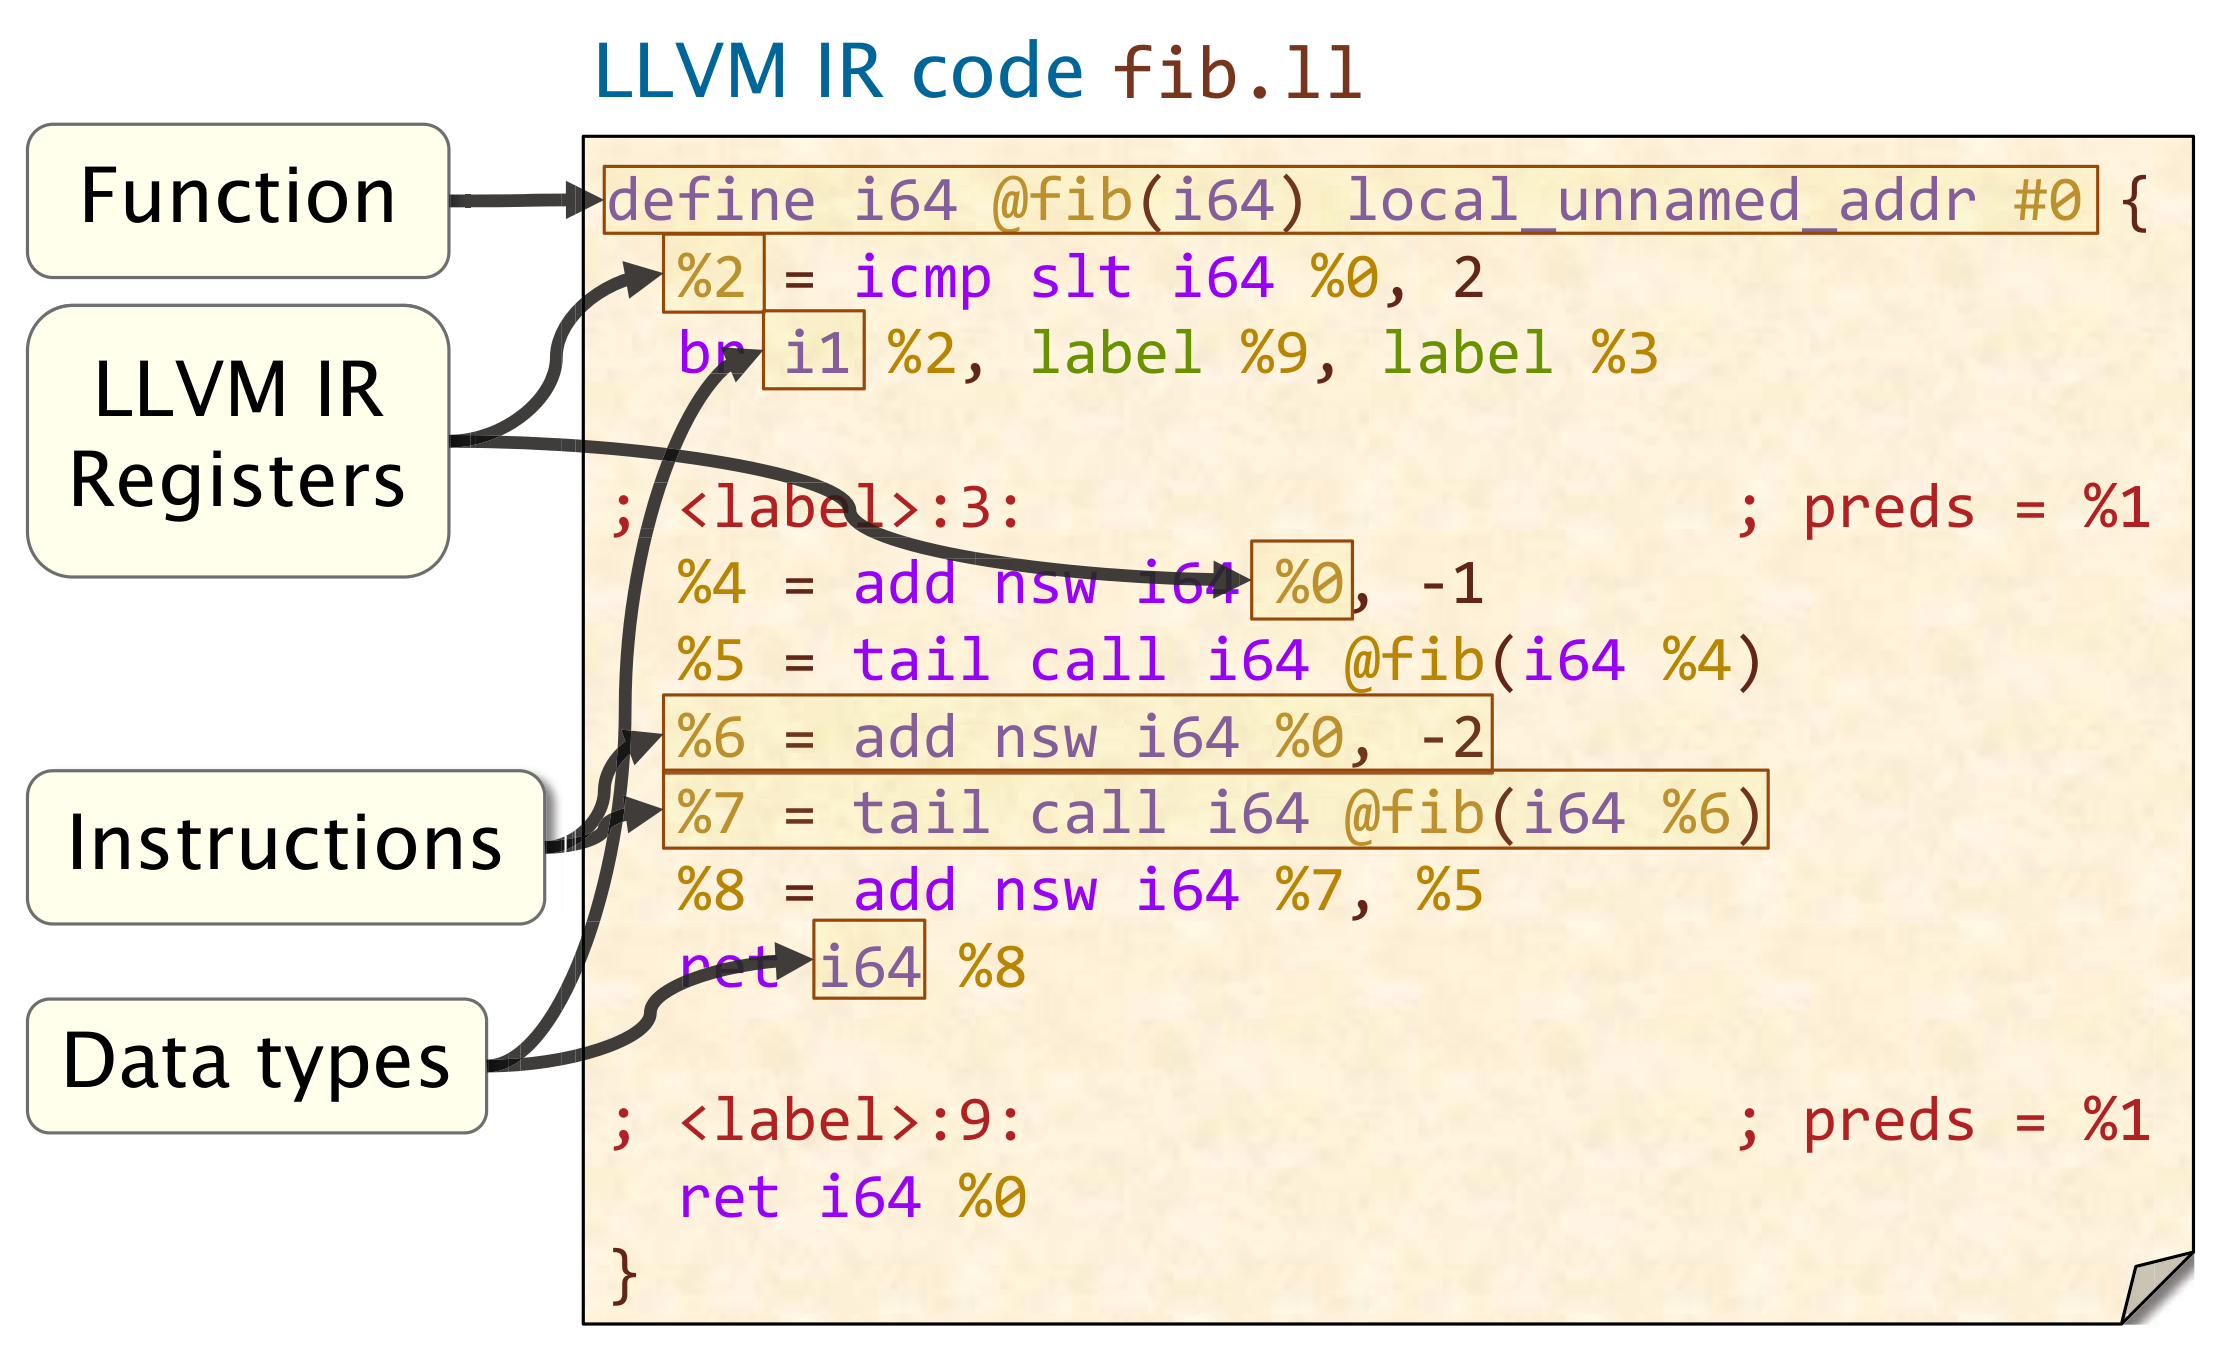 LLVM IR code fib.ll
Function
LLVM IR
Registers
Instructions
Data types
define i64 @fib(i64) local_unnamed_addr #0 {
%2 = icmp slt i64 %0, 2
br i1 %2, label %9, label %3
; <label>:3: ; preds = %1
%4 = add nsw i64 %0, -1
%5 = tail call i64 @fib(i64 %4)
%6 = add nsw i64 %0, -2
%7 = tail call i64 @fib(i64 %6)
%8 = add nsw i64 %7, %5
ret i64 %8
; <label>:9: ; preds = %1
ret i64 %0
}